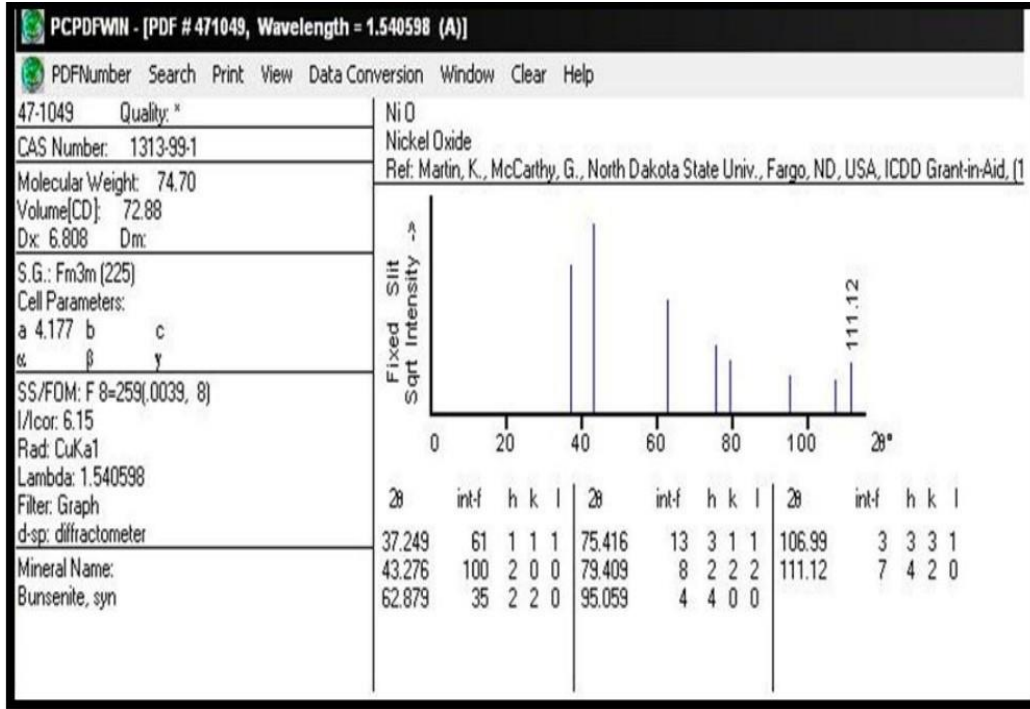 PCPDFWIN - [PDF # 471049, Wavelength = 1.540598 (A)]
PDFNumber Search Print View Data Conversion Window Clear Help
47-1049 Quality: *
CAS Number: 1313-99-1
Molecular Weight: 74.70
Volume[CD]: 72.88
Dx: 6.808 Dm:
S.G.: Fm3m (225)
Cell Parameters:
a 4.177 b c
α β γ
SS/FOM: F 8=259(.0039, 8)
I/Icor: 6.15
Rad: CuKa1
Lambda: 1.540598
Filter: Graph
d-sp: diffractometer
Mineral Name:
Bunsenite, syn
Ni O
Nickel Oxide
Ref: Martin, K., McCarthy, G., North Dakota State Univ., Fargo, ND, USA, ICDD Grant-in-Aid, (1
Fixed Slit
Sqrt Intensity ->
111.12
0 20 40 60 80 100 2θ°
2θ int-f h k l 2θ int-f h k l 2θ int-f h k l
37.249 61 1 1 1 75.416 13 3 1 1 106.99 3 3 3 1
43.276 100 2 0 0 79.409 8 2 2 2 111.12 7 4 2 0
62.879 35 2 2 0 95.059 4 4 0 0